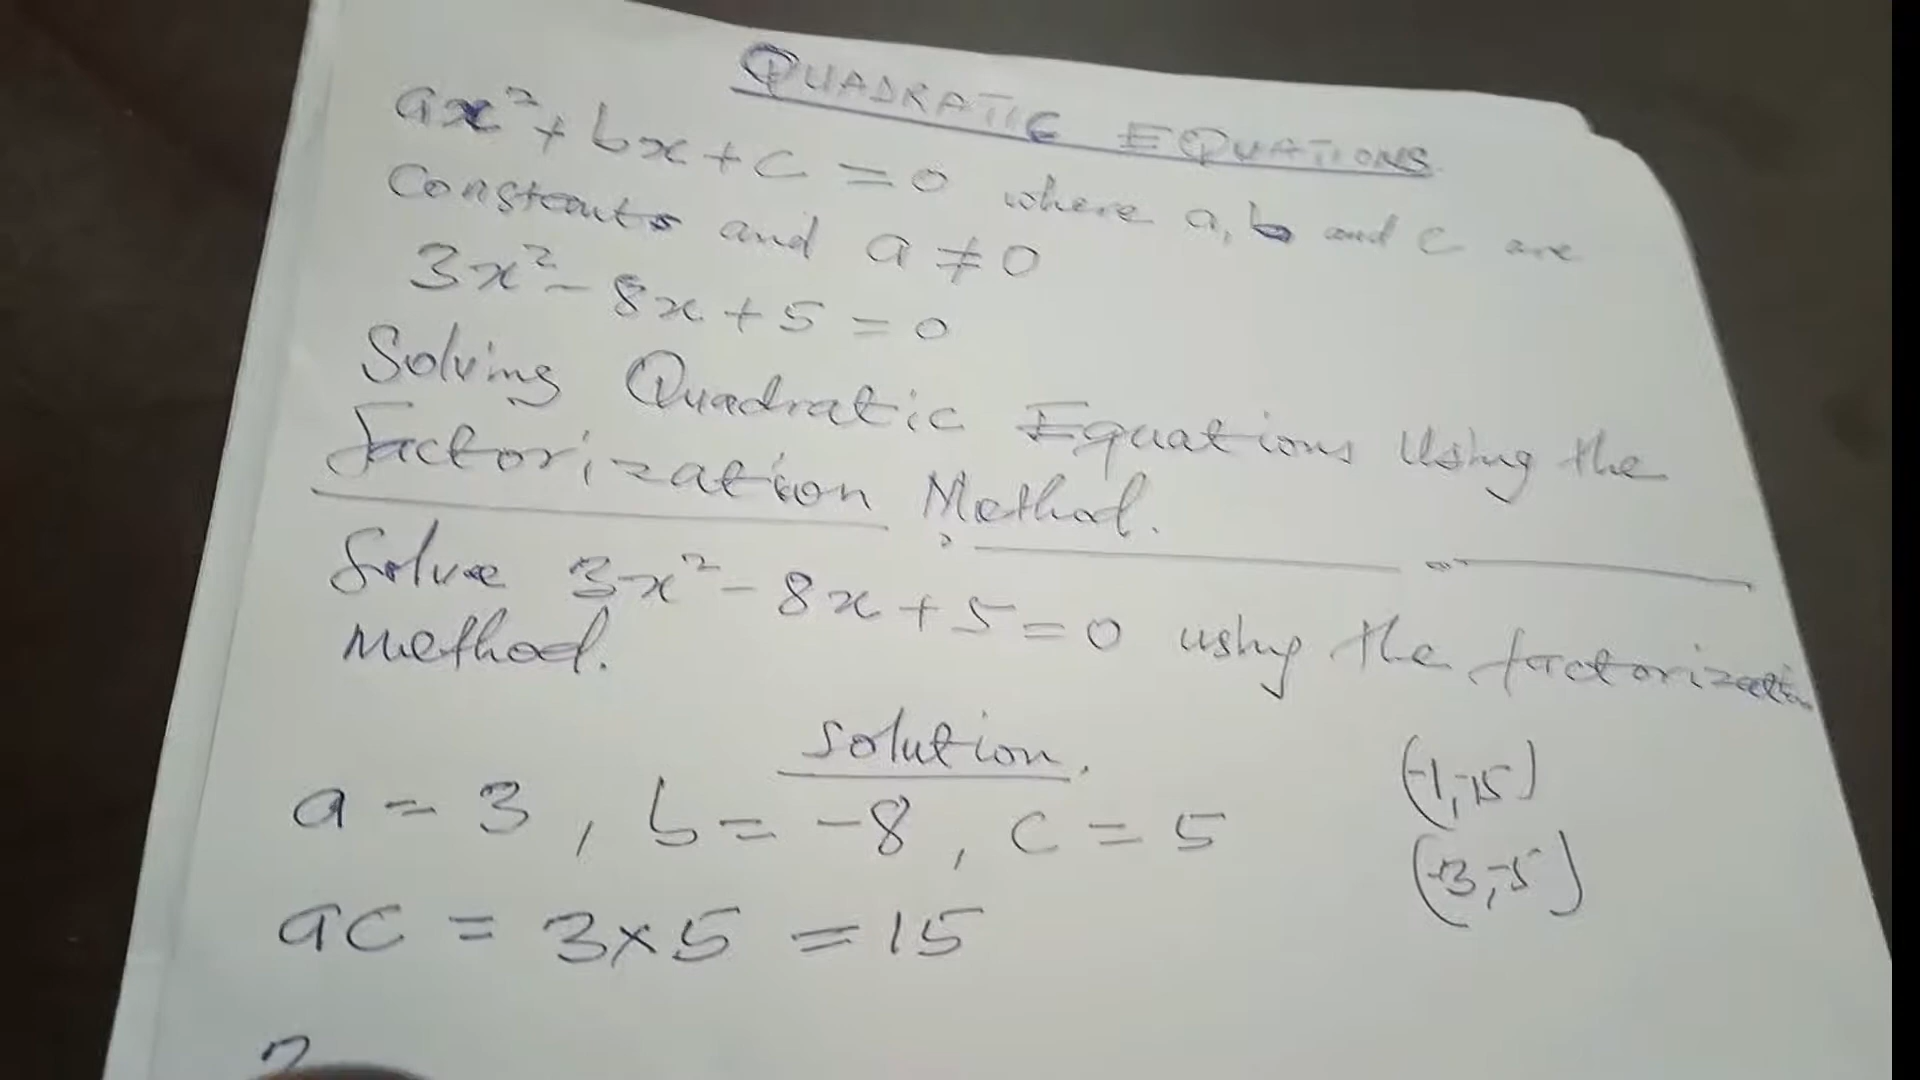 QUADRATIC EQUATIONS
ax² + bx + c = 0 where a, b and c are
Constants and a ≠ 0
3x² - 8x + 5 = 0
Solving Quadratic Equations Using the
Factorization Method.
Solve 3x² - 8x + 5 = 0 using the factorization
method.
solution.
a = 3, b = -8, c = 5
(-1,-15)
(-3,-5)
ac = 3×5 = 15